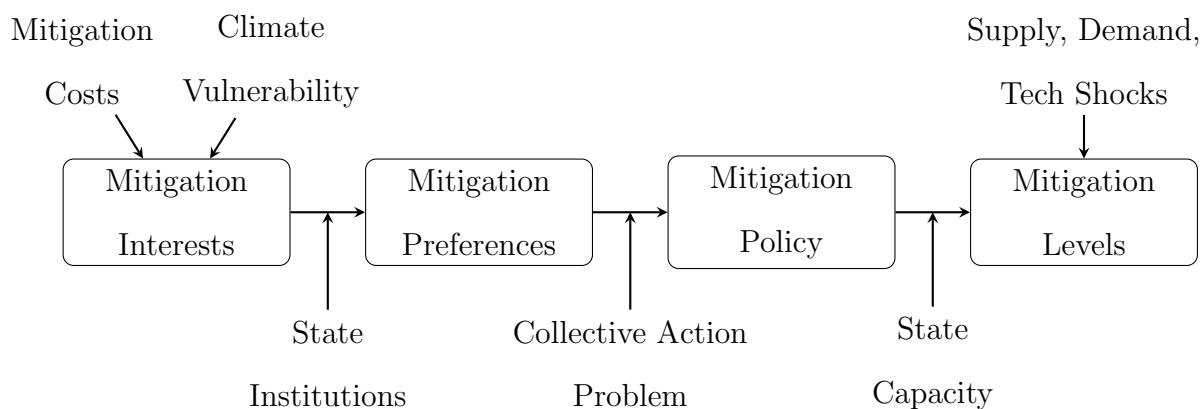 Mitigation
Costs
Climate
Vulnerability
Supply, Demand,
Tech Shocks
Mitigation
Interests
Mitigation
Preferences
Mitigation
Policy
Mitigation
Levels
State
Institutions
Collective Action
Problem
State
Capacity